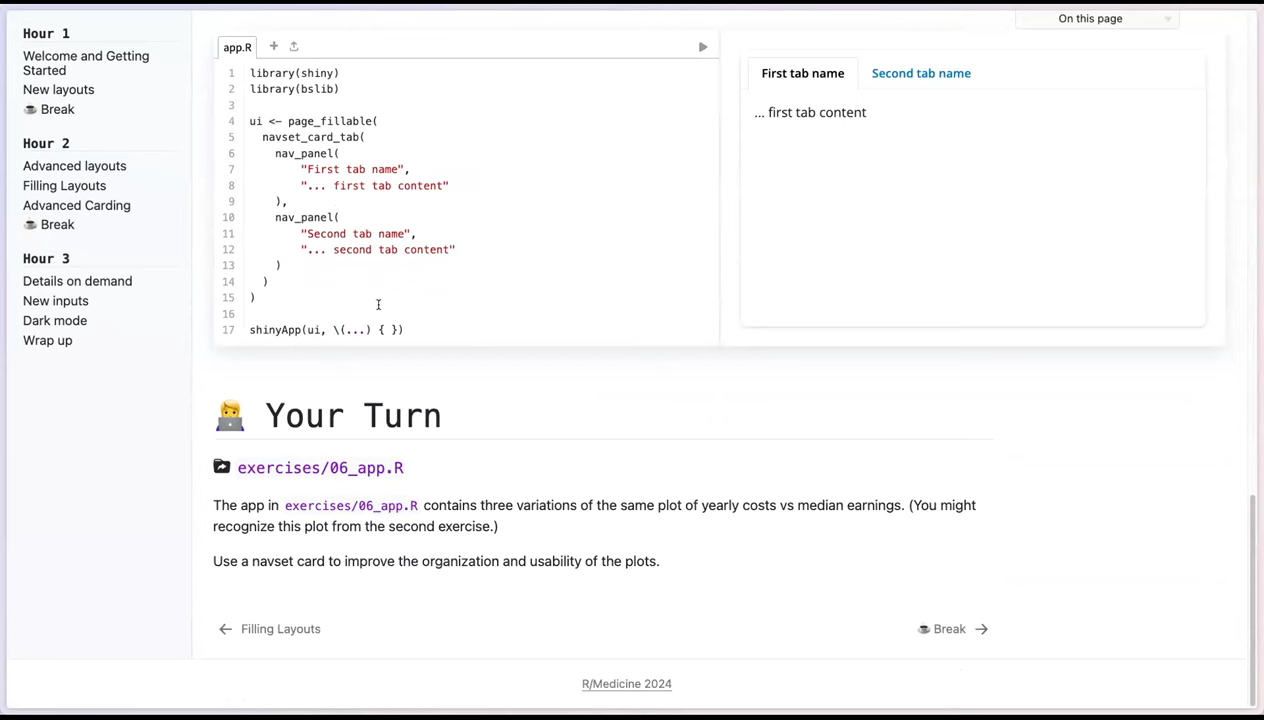 Hour 1
Welcome and Getting
Started
New layouts
☕ Break
Hour 2
Advanced layouts
Filling Layouts
Advanced Carding
☕ Break
Hour 3
Details on demand
New inputs
Dark mode
Wrap up
On this page
app.R
1 library(shiny)
2 library(bslib)
3
4 ui <- page_fillable(
5   navset_card_tab(
6     nav_panel(
7         "First tab name",
8         "... first tab content"
9     ),
10     nav_panel(
11         "Second tab name",
12         "... second tab content"
13     )
14   )
15 )
16
17 shinyApp(ui, \(...) { })
First tab name Second tab name
... first tab content
🧑‍💻 Your Turn
exercises/06_app.R
The app in exercises/06_app.R contains three variations of the same plot of yearly costs vs median earnings. (You might
recognize this plot from the second exercise.)
Use a navset card to improve the organization and usability of the plots.
← Filling Layouts
☕ Break →
R/Medicine 2024